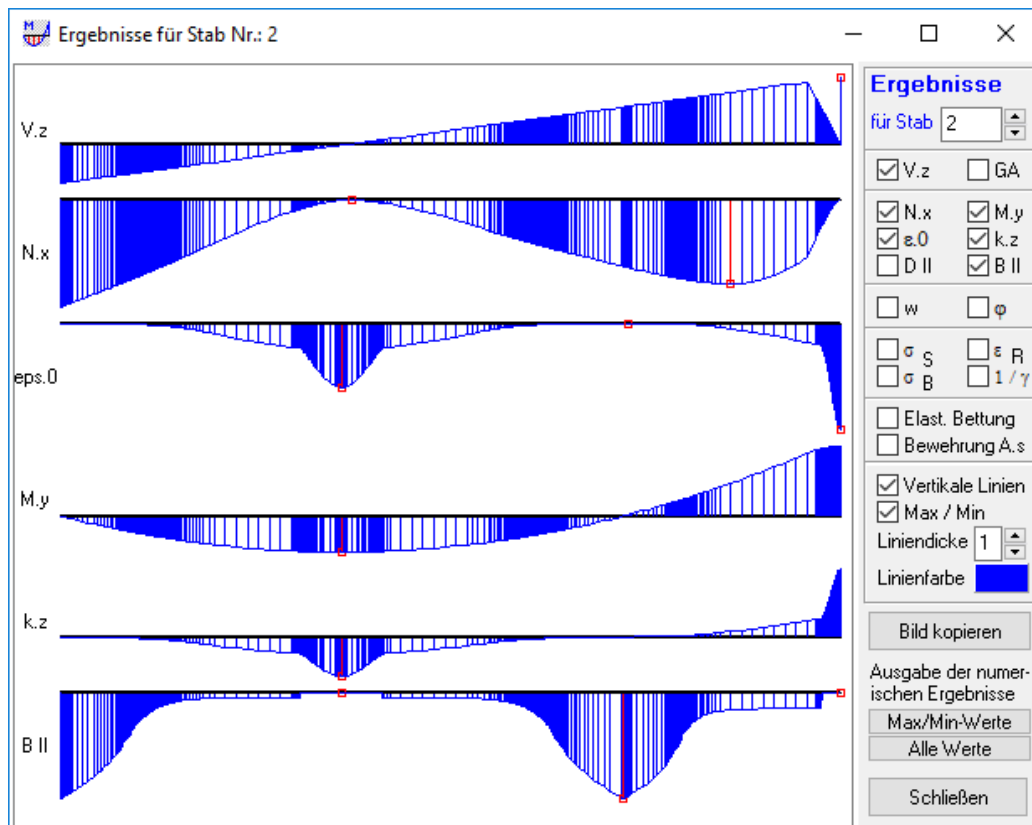 M
Ergebnisse für Stab Nr.: 2
V.z
N.x
eps.0
M.y
k.z
B II
Ergebnisse
für Stab 2
V.z GA
N.x M.y
ε.0 k.z
D II B II
w φ
σ S ε R
σ B 1 / γ
Elast. Bettung
Bewehrung A.s
Vertikale Linien
Max / Min
Liniendicke 1
Linienfarbe
Bild kopieren
Ausgabe der numer-
ischen Ergebnisse
Max/Min-Werte
Alle Werte
Schließen